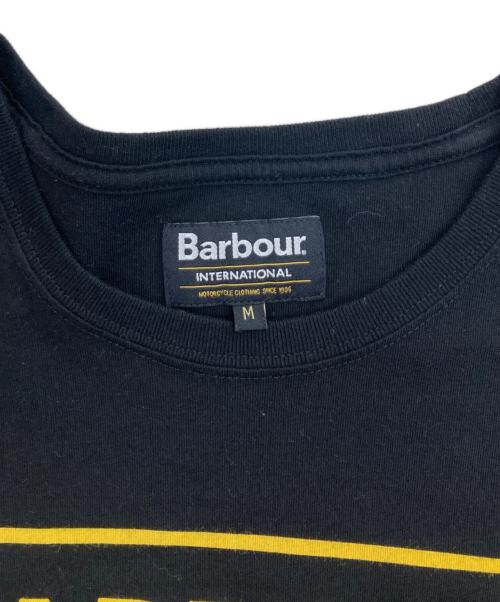 Barbour
INTERNATIONAL
MOTORCYCLE CLOTHING SINCE 1936
M